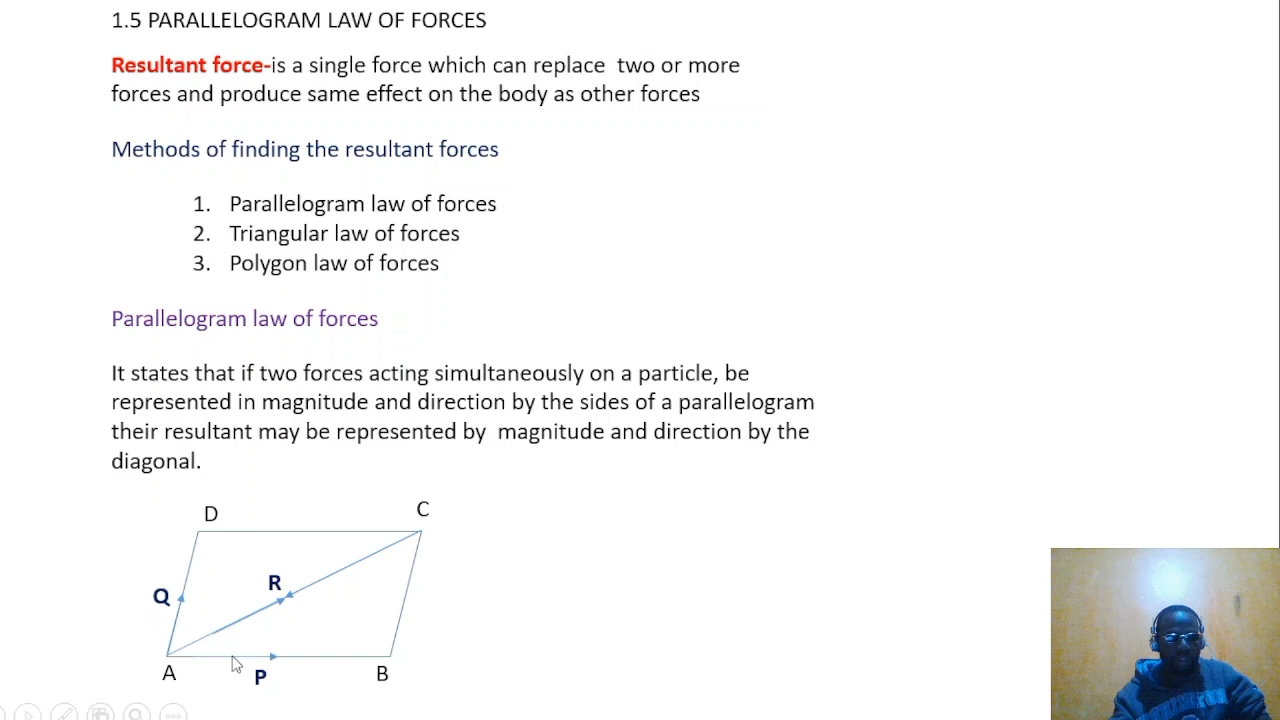 1.5 PARALLELOGRAM LAW OF FORCES
Resultant force-is a single force which can replace two or more
forces and produce same effect on the body as other forces
Methods of finding the resultant forces
1. Parallelogram law of forces
2. Triangular law of forces
3. Polygon law of forces
Parallelogram law of forces
It states that if two forces acting simultaneously on a particle, be
represented in magnitude and direction by the sides of a parallelogram
their resultant may be represented by magnitude and direction by the
diagonal.
D
C
Q
R
A
P
B